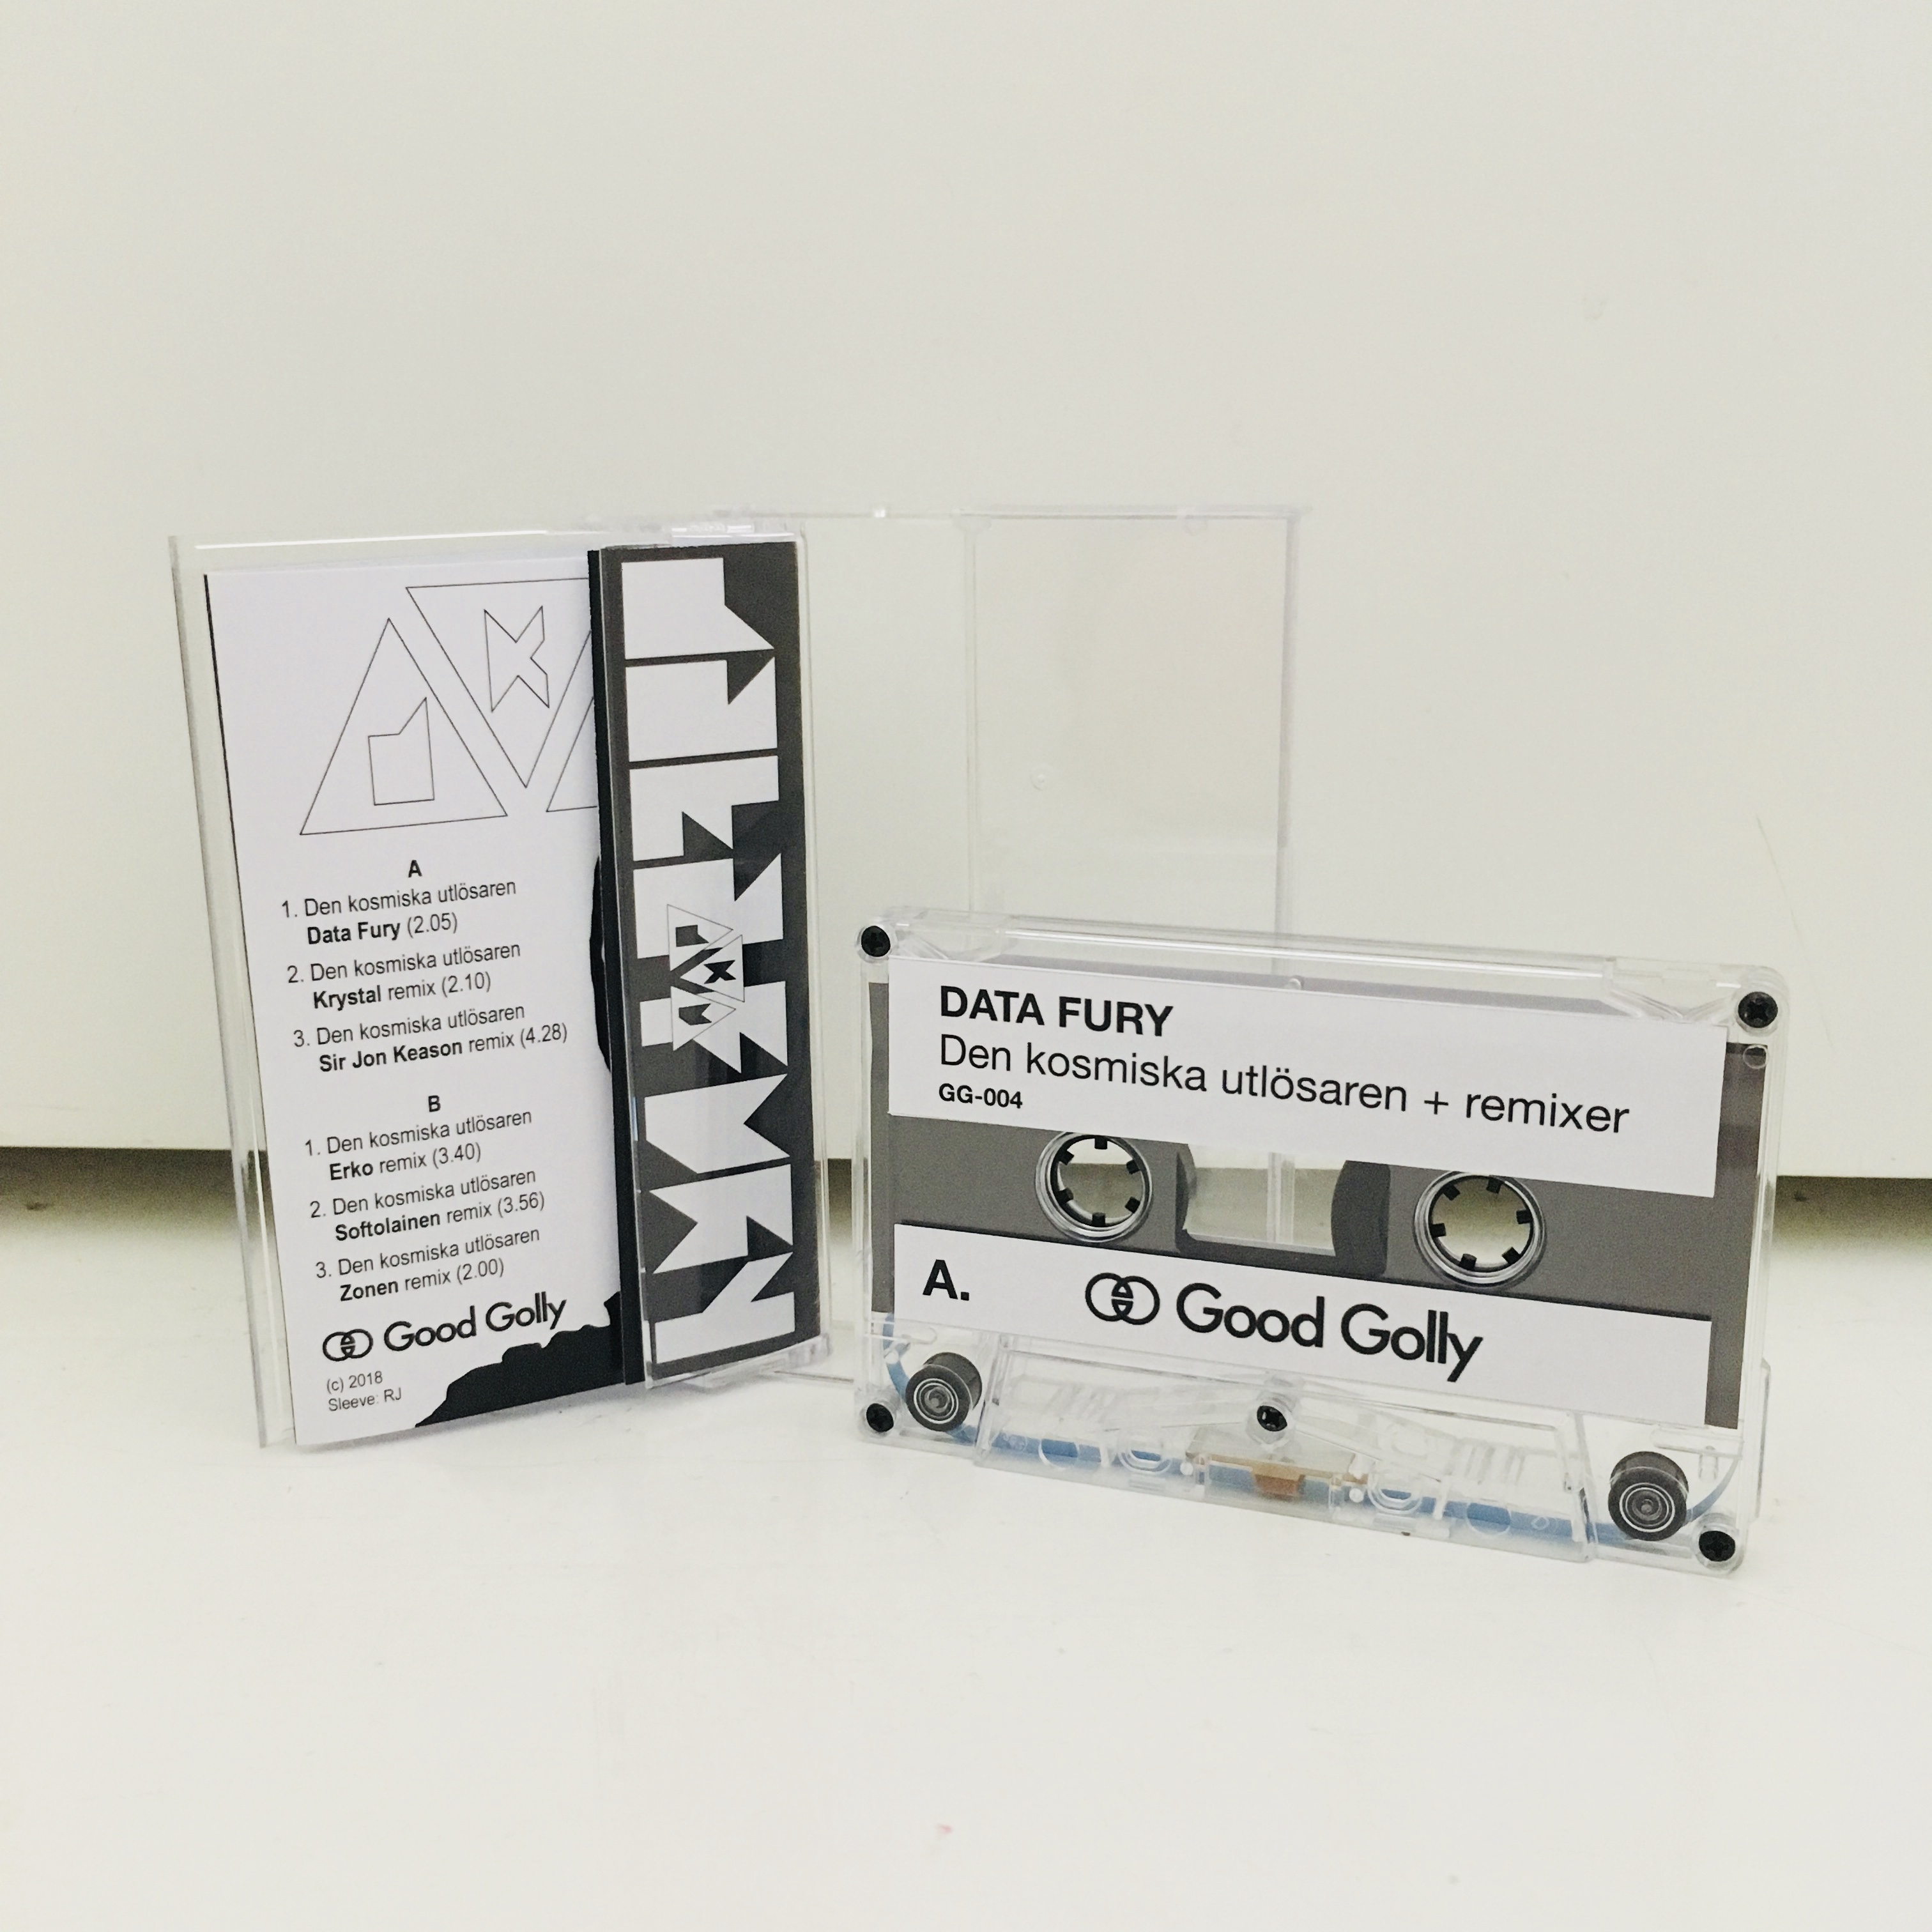 A
1. Den kosmiska utlösaren
Data Fury (2.05)
2. Den kosmiska utlösaren
Krystal remix (2.10)
3. Den kosmiska utlösaren
Sir Jon Keason remix (4.28)
B
1. Den kosmiska utlösaren
Erko remix (3.40)
2. Den kosmiska utlösaren
Softolainen remix (3.56)
3. Den kosmiska utlösaren
Zonen remix (2.00)
Good Golly
(c) 2018
Sleeve: RJ
DATA FURY
Den kosmiska utlösaren + remixer
GG-004
A.
Good Golly